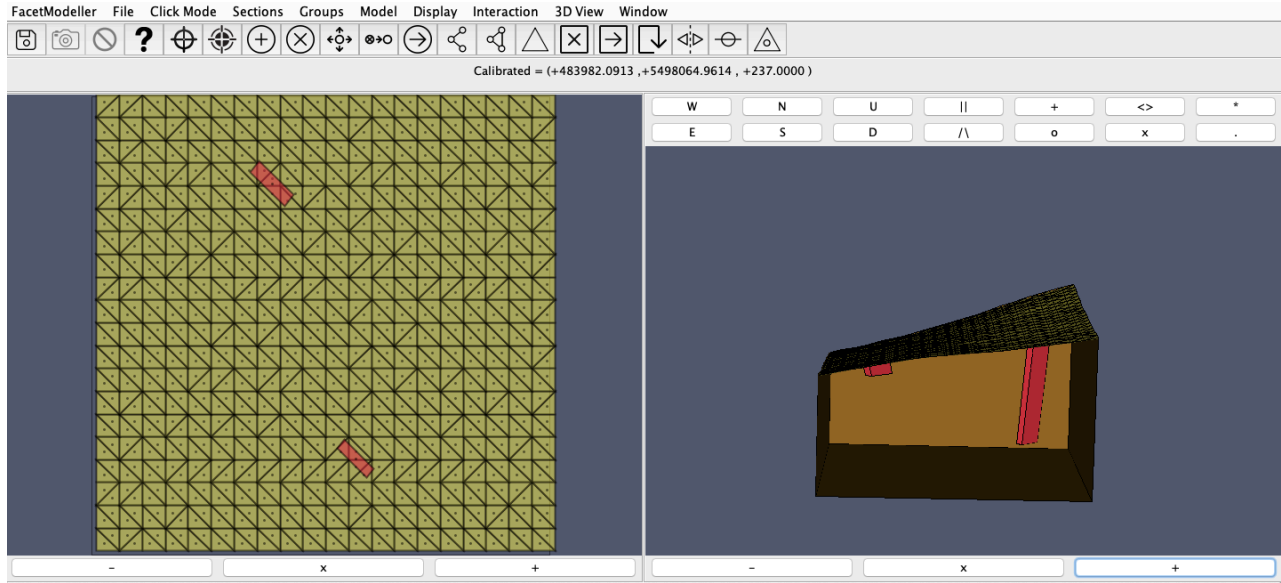 FacetModeller File Click Mode Sections Groups Model Display Interaction 3D View Window
?
Calibrated = (+483982.0913 ,+5498064.9614 , +237.0000 )
W N U || + <> *
E S D /\ o x .
- x + - x +